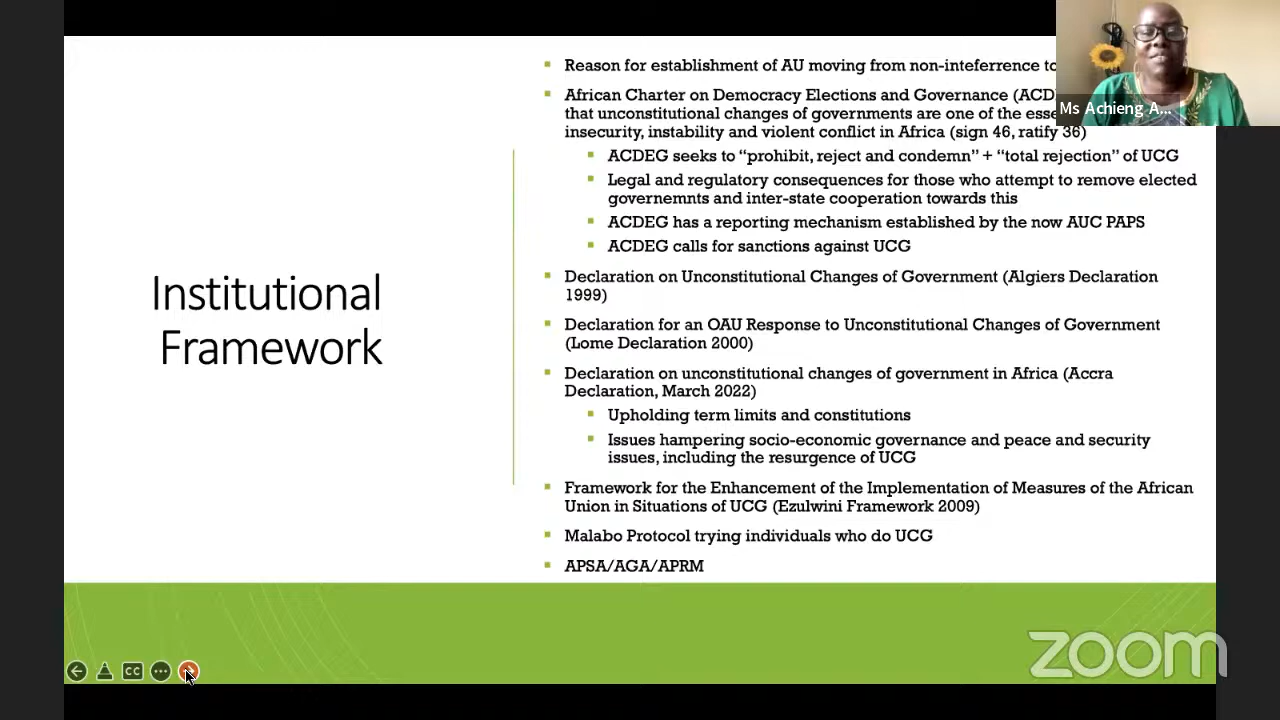 Institutional
Framework
Reason for establishment of AU moving from non-inteferrence to
African Charter on Democracy Elections and Governance
that unconstitutional changes of governments are one of the
insecurity, instability and violent conflict in Africa (sign 46, ratify 36)
ACDEG seeks to “prohibit, reject and condemn” + “total rejection” of UCG
Legal and regulatory consequences for those who attempt to remove elected
governemnts and inter-state cooperation towards this
ACDEG has a reporting mechanism established by the now AUC PAPS
ACDEG calls for sanctions against UCG
Declaration on Unconstitutional Changes of Government (Algiers Declaration
1999)
Declaration for an OAU Response to Unconstitutional Changes of Government
(Lome Declaration 2000)
Declaration on unconstitutional changes of government in Africa (Accra
Declaration, March 2022)
Upholding term limits and constitutions
Issues hampering socio-economic governance and peace and security
issues, including the resurgence of UCG
Framework for the Enhancement of the Implementation of Measures of the African
Union in Situations of UCG (Ezulwini Framework 2009)
Malabo Protocol trying individuals who do UCG
APSA/AGA/APRM
Ms Achieng A...
CC
zoom